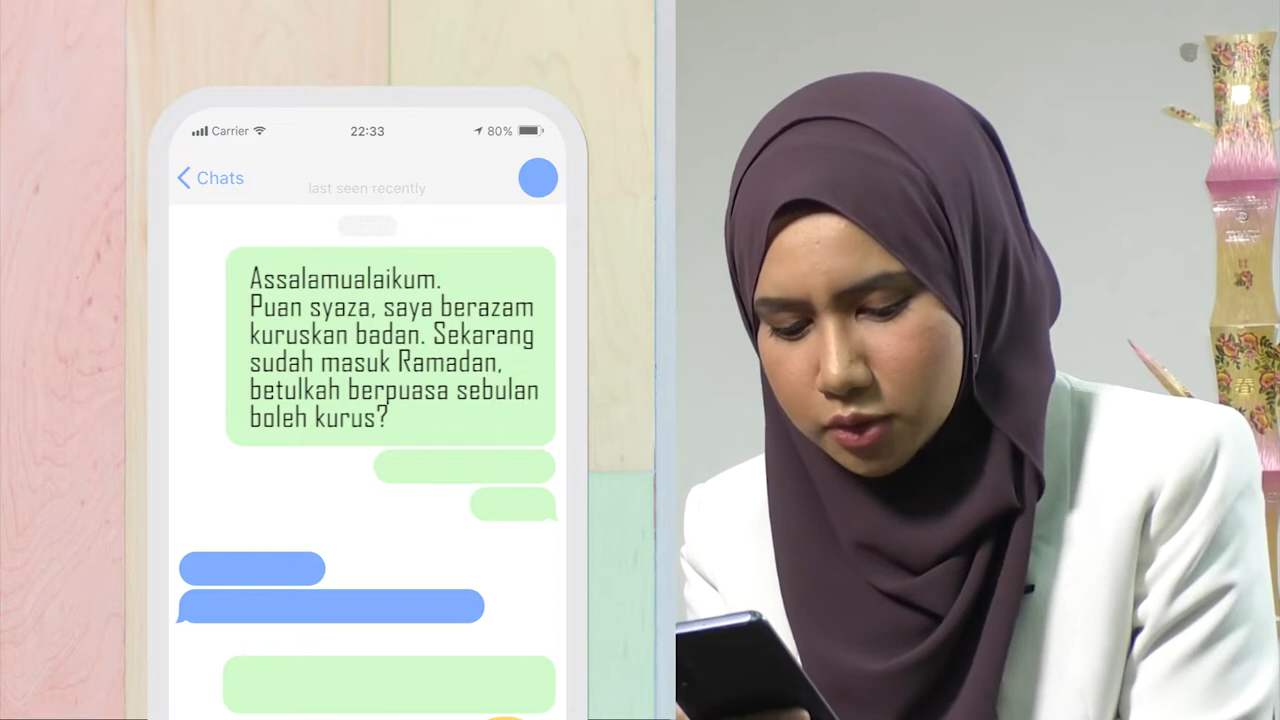 Carrier
22:33
80%
Chats
last seen recently
Assalamualaikum.
Puan syaza, saya berazam
kuruskan badan. Sekarang
sudah masuk Ramadan,
betulkah berpuasa sebulan
boleh kurus?